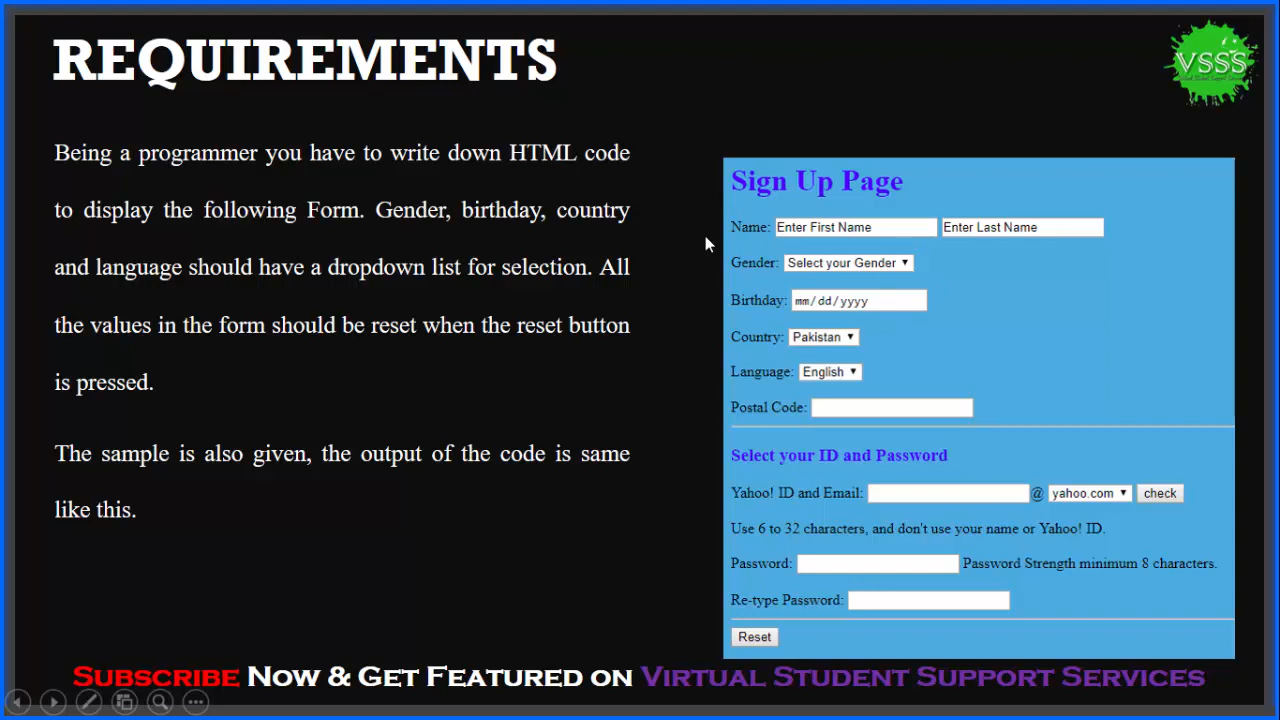 REQUIREMENTS
VSSS
Being a programmer you have to write down HTML code
to display the following Form. Gender, birthday, country
and language should have a dropdown list for selection. All
the values in the form should be reset when the reset button
is pressed.
The sample is also given, the output of the code is same
like this.
Sign Up Page
Name: Enter First Name Enter Last Name
Gender: Select your Gender
Birthday: mm/dd/yyyy
Country: Pakistan
Language: English
Postal Code:
Select your ID and Password
Yahoo! ID and Email: @ yahoo.com check
Use 6 to 32 characters, and don't use your name or Yahoo! ID.
Password: Password Strength minimum 8 characters.
Re-type Password:
Reset
SUBSCRIBE NOW & GET FEATURED ON VIRTUAL STUDENT SUPPORT SERVICES